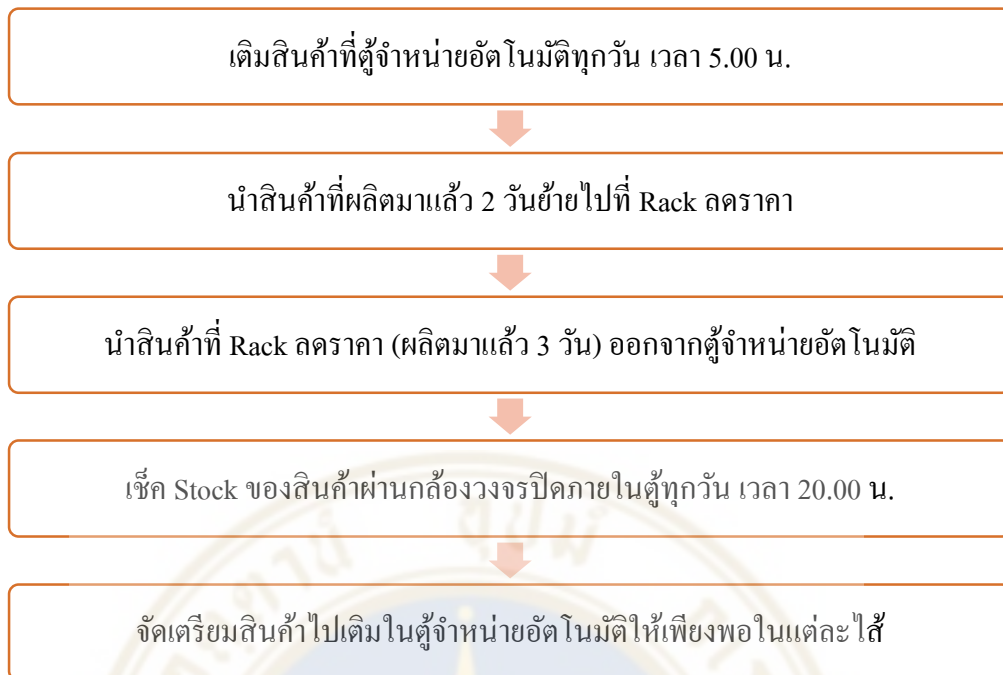 เติมสินค้าที่ตู้จำหน่ายอัตโนมัติทุกวัน เวลา 5.00 น.
นำสินค้าที่ผลิตมาแล้ว 2 วันย้ายไปที่ Rack ลดราคา
นำสินค้าที่ Rack ลดราคา (ผลิตมาแล้ว 3 วัน) ออกจากตู้จำหน่ายอัตโนมัติ
เช็ค Stock ของสินค้าผ่านกล้องวงจรปิดภายในตู้ทุกวัน เวลา 20.00 น.
จัดเตรียมสินค้าไปเติมในตู้จำหน่ายอัตโนมัติให้เพียงพอในแต่ละไส้